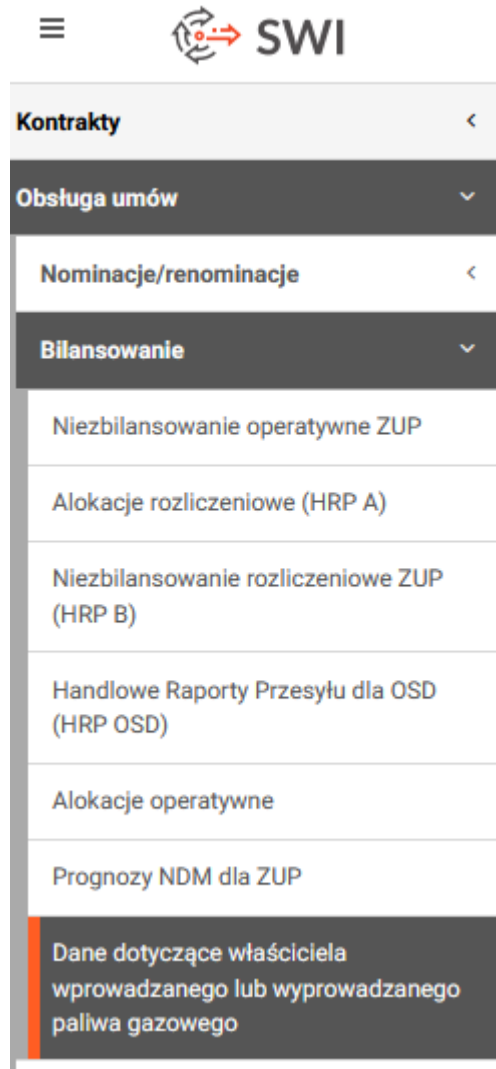 SWI
Kontrakty
Obsługa umów
Nominacje/renominacje
Bilansowanie
Niezbilansowanie operatywne ZUP
Alokacje rozliczeniowe (HRP A)
Niezbilansowanie rozliczeniowe ZUP
(HRP B)
Handlowe Raporty Przesyłu dla OSD
(HRP OSD)
Alokacje operatywne
Prognozy NDM dla ZUP
Dane dotyczące właściciela
wprowadzanego lub wyprowadzanego
paliwa gazowego